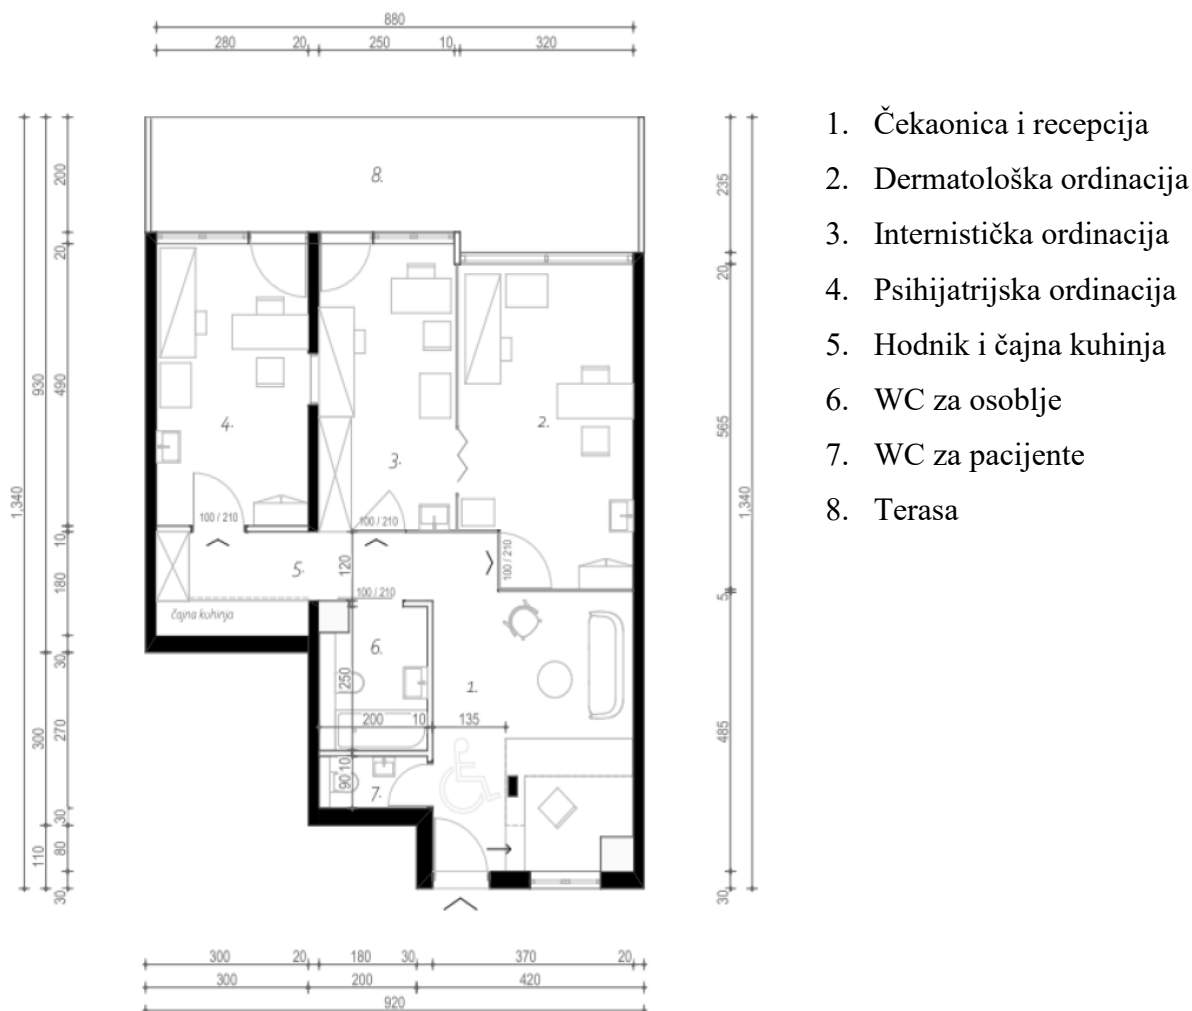 880
280 20 250 10 320
1. Čekaonica i recepcija
2. Dermatološka ordinacija
3. Internistička ordinacija
4. Psihijatrijska ordinacija
5. Hodnik i čajna kuhinja
6. WC za osoblje
7. WC za pacijente
8. Terasa
1,340
930
300
110
200
20
490
10
180
30
270
30
80
30
8.
4.
3.
2.
100 / 210
100 / 210
100 / 210
5.
120
100 / 210
čajna kuhinja
6.
250
1.
200 10 135
10
90
7.
235
20
565
5
485
30
1,340
300 20 180 30 370 20
300 200 420
920